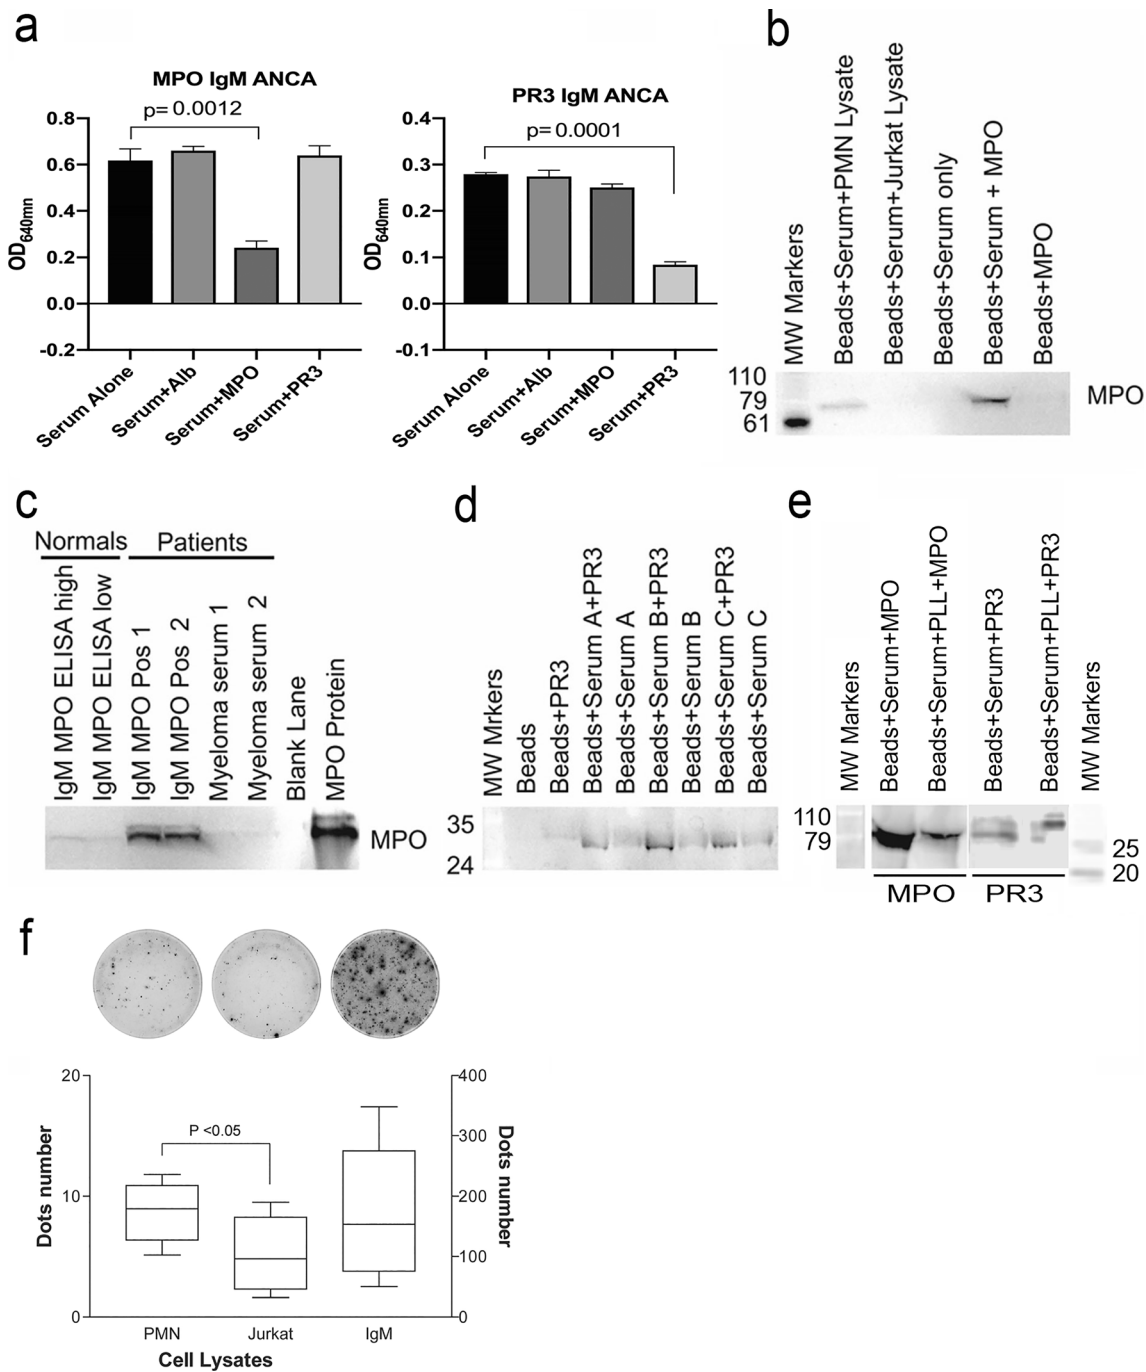 a
MPO IgM ANCA
p= 0.0012
0.8
0.6
0.4
0.2
0.0
-0.2
OD640mn
Serum Alone
Serum+Alb
Serum+MPO
Serum+PR3
PR3 IgM ANCA
p= 0.0001
0.4
0.3
0.2
0.1
0.0
-0.1
OD640mn
Serum Alone
Serum+Alb
Serum+MPO
Serum+PR3
b
MW Markers
Beads+Serum+PMN Lysate
Beads+Serum+Jurkat Lysate
Beads+Serum only
Beads+Serum + MPO
Beads+MPO
110
79
61
MPO
c
Normals
Patients
IgM MPO ELISA high
IgM MPO ELISA low
IgM MPO Pos 1
IgM MPO Pos 2
Myeloma serum 1
Myeloma serum 2
Blank Lane
MPO Protein
MPO
d
MW Mrkers
Beads
Beads+PR3
Beads+Serum A+PR3
Beads+Serum A
Beads+Serum B+PR3
Beads+Serum B
Beads+Serum C+PR3
Beads+Serum C
35
24
e
MW Markers
Beads+Serum+MPO
Beads+Serum+PLL+MPO
Beads+Serum+PR3
Beads+Serum+PLL+PR3
MW Markers
110
79
25
20
MPO
PR3
f
20
10
0
Dots number
P <0.05
400
300
200
100
0
Dots number
PMN
Jurkat
IgM
Cell Lysates